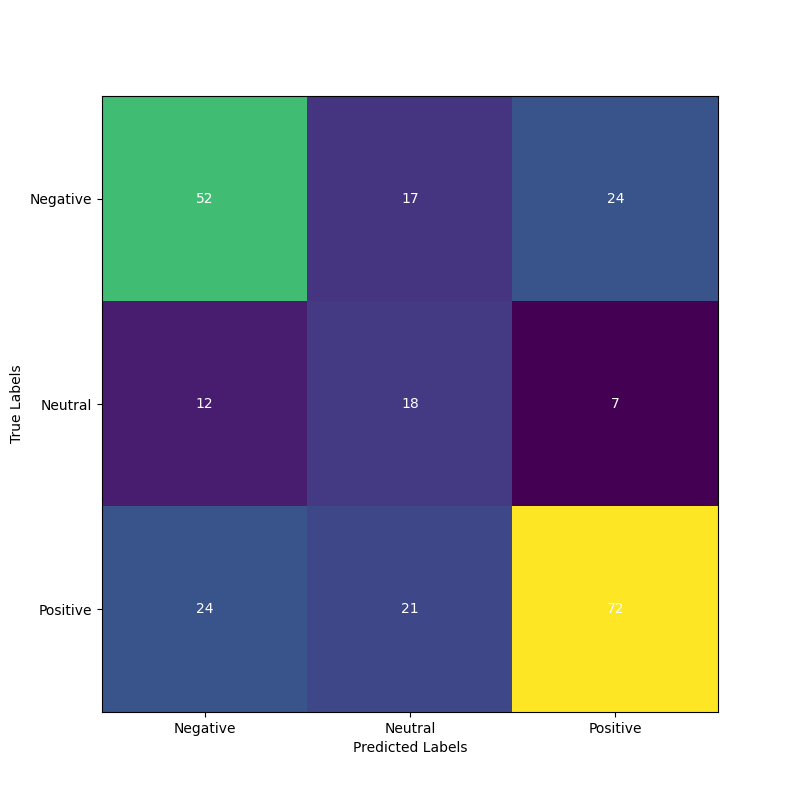 Negative 52 17 24
Neutral 12 18 7
Positive 24 21 72
Negative Neutral Positive
Predicted Labels
True Labels